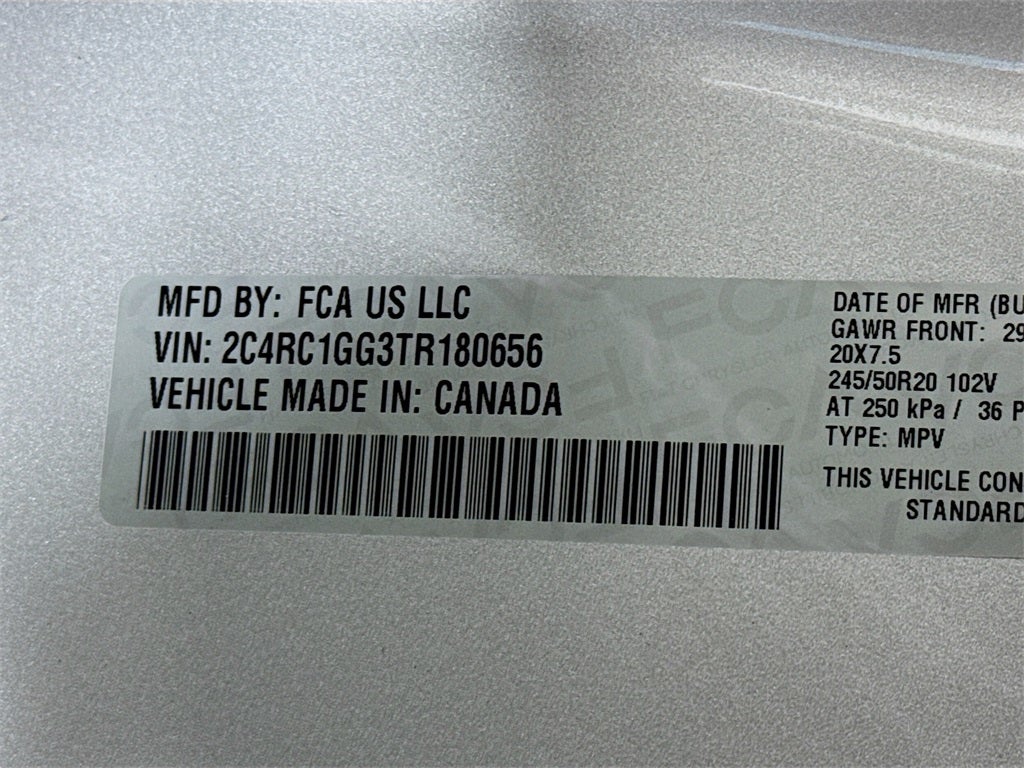 MFD BY: FCA US LLC
VIN: 2C4RC1GG3TR180656
VEHICLE MADE IN: CANADA
DATE OF MFR (BU
GAWR FRONT: 29
20X7.5
245/50R20 102V
AT 250 kPa / 36 P
TYPE: MPV
THIS VEHICLE CON
STANDARD